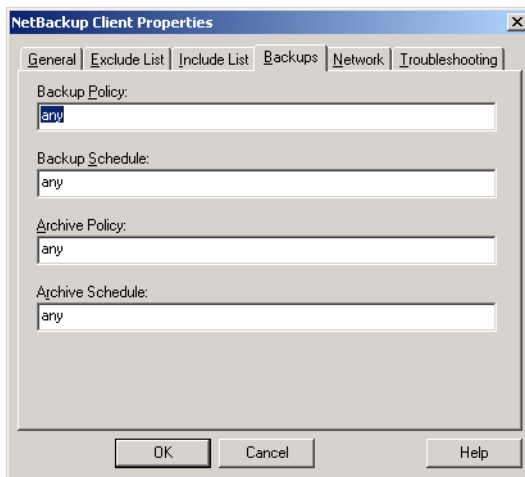 NetBackup Client Properties
General Exclude List Include List Backups Network Troubleshooting
Backup Policy:
any
Backup Schedule:
any
Archive Policy:
any
Archive Schedule:
any
OK Cancel Help